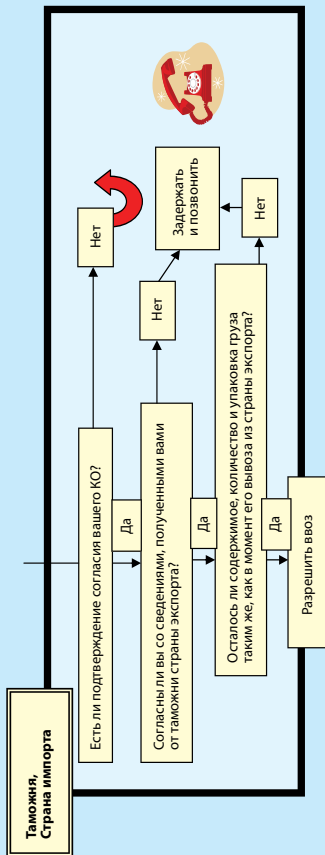 Таможня,
Страна импорта
Есть ли подтверждение согласия вашего КО?
Нет
Да
Согласны ли вы со сведениями, полученными вами
от таможни страны экспорта?
Нет
Задержать
и позвонить
Да
Осталось ли содержимое, количество и упаковка груза
таким же, как в момент его вывоза из страны экспорта?
Нет
Да
Разрешить ввоз